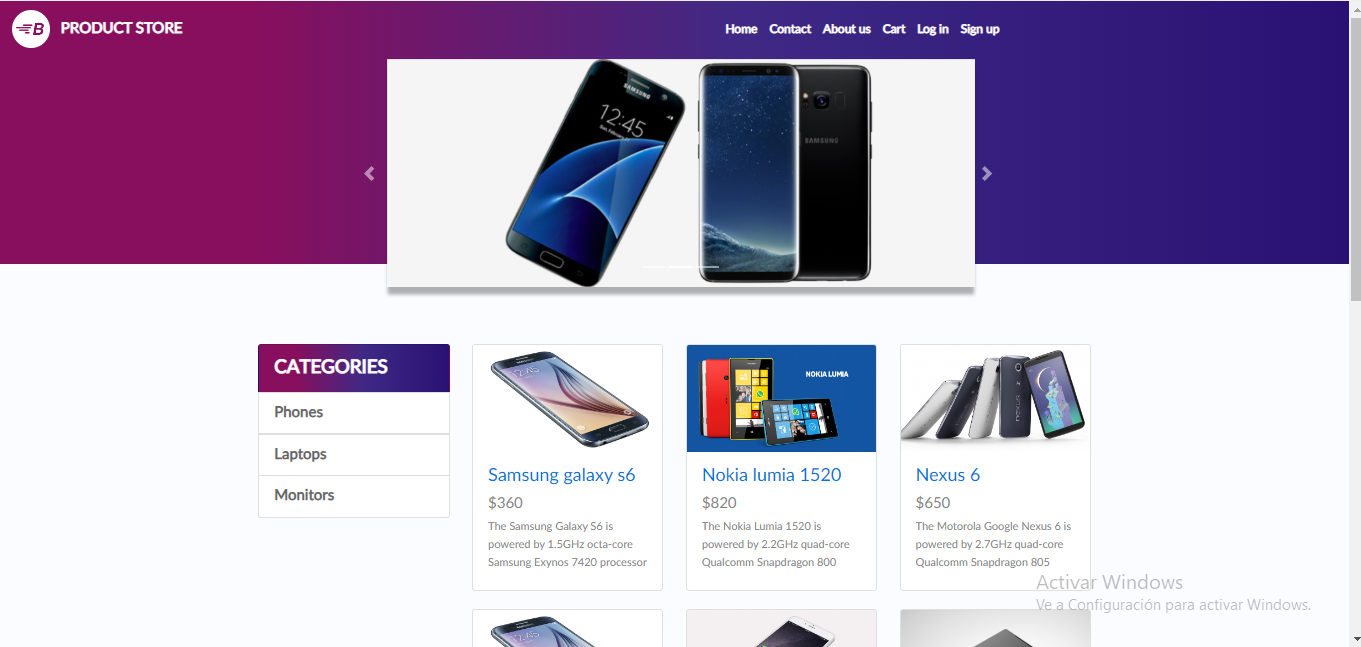 B PRODUCT STORE
Home Contact About us Cart Log in Sign up
SAMSUNG
12:45
SAMSUNG
CATEGORIES
Phones
Laptops
Monitors
12:45
Samsung galaxy s6
$360
The Samsung Galaxy S6 is
powered by 1.5GHz octa-core
Samsung Exynos 7420 processor
NOKIA LUMIA
Nokia lumia 1520
$820
The Nokia Lumia 1520 is
powered by 2.2GHz quad-core
Qualcomm Snapdragon 800
nexus
Nexus 6
$650
The Motorola Google Nexus 6 is
powered by 2.7GHz quad-core
Qualcomm Snapdragon 805
Activar Windows
Ve a Configuración para activar Windows.